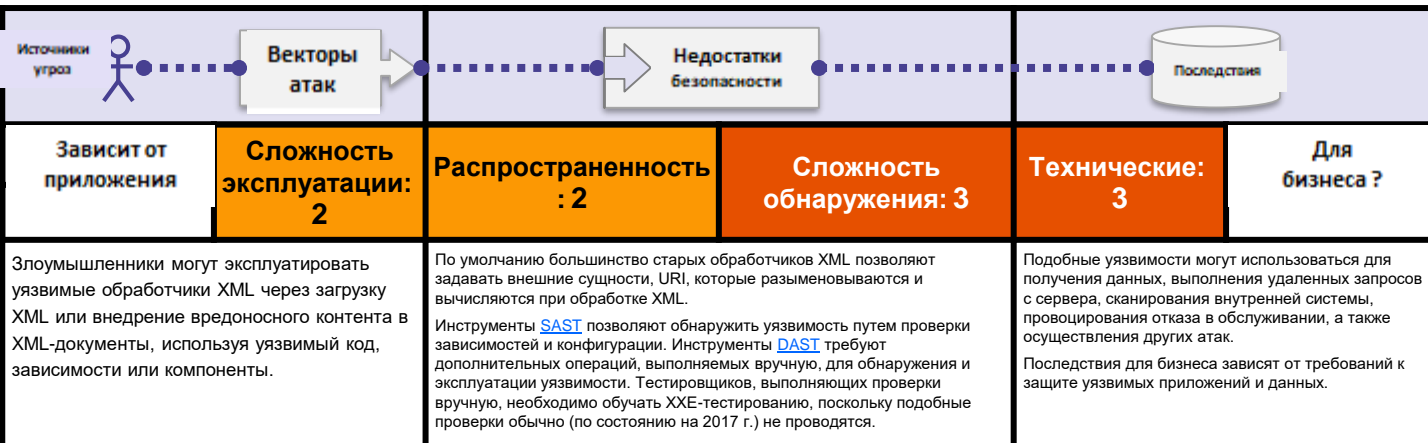 Источники
угроз
Векторы
атак
Недостатки
безопасности
Последствия
Зависит от
приложения
Сложность
эксплуатации:
2
Распространенность
: 2
Сложность
обнаружения: 3
Технические:
3
Для
бизнеса ?
Злоумышленники могут эксплуатировать
уязвимые обработчики XML через загрузку
XML или внедрение вредоносного контента в
XML-документы, используя уязвимый код,
зависимости или компоненты.
По умолчанию большинство старых обработчиков XML позволяют
задавать внешние сущности, URI, которые разыменовываются и
вычисляются при обработке XML.
Инструменты SAST позволяют обнаружить уязвимость путем проверки
зависимостей и конфигурации. Инструменты DAST требуют
дополнительных операций, выполняемых вручную, для обнаружения и
эксплуатации уязвимости. Тестировщиков, выполняющих проверки
вручную, необходимо обучать XXE-тестированию, поскольку подобные
проверки обычно (по состоянию на 2017 г.) не проводятся.
Подобные уязвимости могут использоваться для
получения данных, выполнения удаленных запросов
с сервера, сканирования внутренней системы,
провоцирования отказа в обслуживании, а также
осуществления других атак.
Последствия для бизнеса зависят от требований к
защите уязвимых приложений и данных.